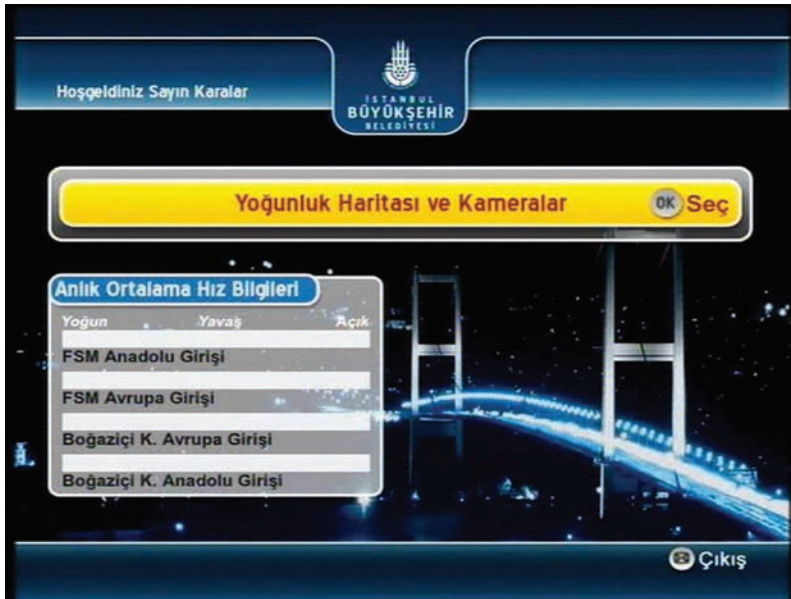 Hoşgeldiniz Sayın Karalar
İSTANBUL
BÜYÜKŞEHİR
BELEDİYESİ
Yoğunluk Haritası ve Kameralar OK Seç
Anlık Ortalama Hız Bilgileri
Yoğun Yavaş Açık
FSM Anadolu Girişi
FSM Avrupa Girişi
Boğaziçi K. Avrupa Girişi
Boğaziçi K. Anadolu Girişi
Çıkış